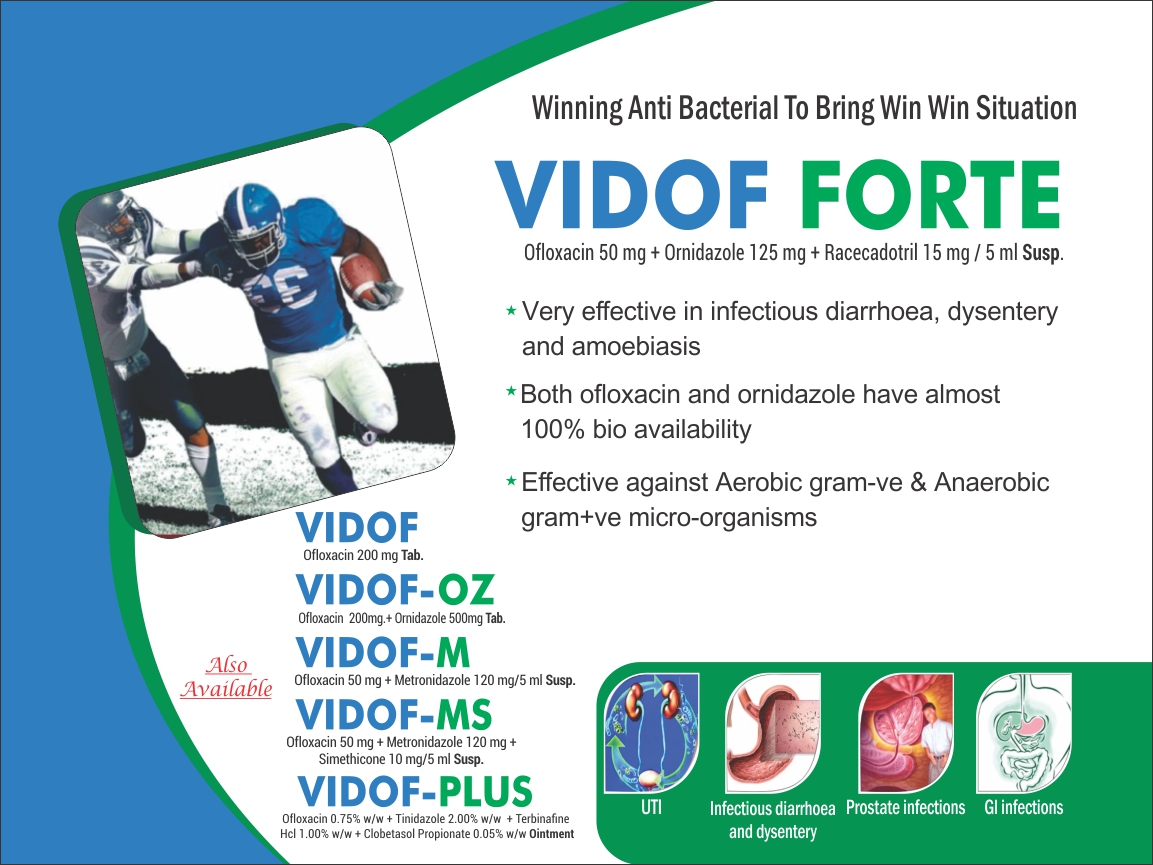 Winning Anti Bacterial To Bring Win Win Situation
VIDOF FORTE
Ofloxacin 50 mg + Ornidazole 125 mg + Racecadotril 15 mg / 5 ml Susp.
★ Very effective in infectious diarrhoea, dysentery
and amoebiasis
★ Both ofloxacin and ornidazole have almost
100% bio availability
★ Effective against Aerobic gram-ve & Anaerobic
gram+ve micro-organisms
33
Also
Available
VIDOF
Ofloxacin 200 mg Tab.
VIDOF-OZ
Ofloxacin 200mg.+ Ornidazole 500mg Tab.
VIDOF-M
Ofloxacin 50 mg + Metronidazole 120 mg/5 ml Susp.
VIDOF-MS
Ofloxacin 50 mg + Metronidazole 120 mg +
Simethicone 10 mg/5 ml Susp.
VIDOF-PLUS
Ofloxacin 0.75% w/w + Tinidazole 2.00% w/w + Terbinafine
Hcl 1.00% w/w + Clobetasol Propionate 0.05% w/w Ointment
UTI
Infectious diarrhoea
and dysentery
Prostate infections
GI infections